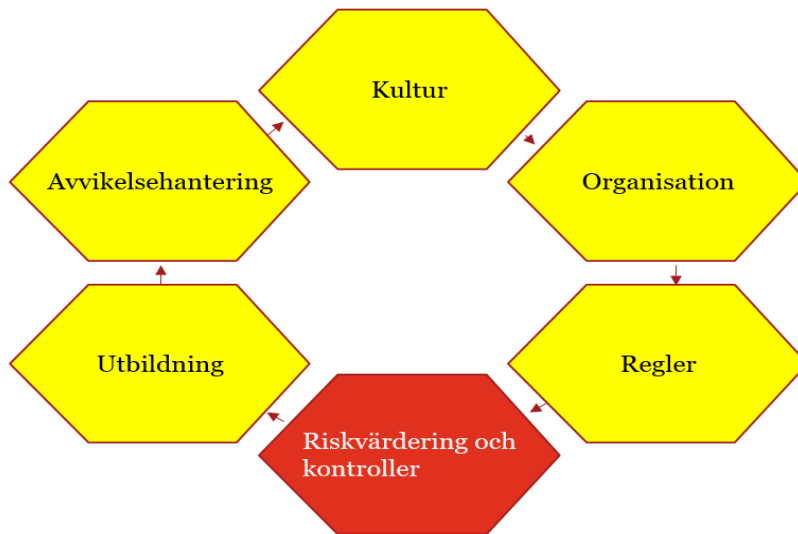 Kultur
Organisation
Regler
Riskvärdering och
kontroller
Utbildning
Avvikelsehantering